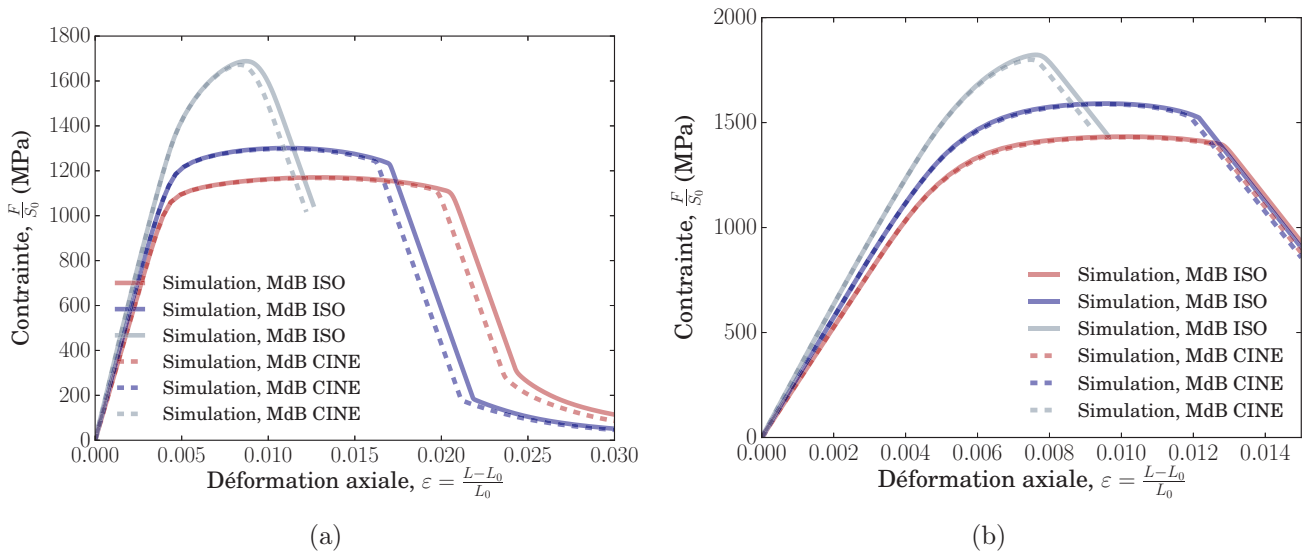 1800
1600
1400
1200
1000
800
600
400
200
0
0.000 0.005 0.010 0.015 0.020 0.025 0.030
Contrainte, F/S₀ (MPa)
Déformation axiale, ε = L−L₀/L₀
Simulation, MdB ISO
Simulation, MdB ISO
Simulation, MdB ISO
Simulation, MdB CINE
Simulation, MdB CINE
Simulation, MdB CINE
(a)
2000
1500
1000
500
0
0.000 0.002 0.004 0.006 0.008 0.010 0.012 0.014
Contrainte, F/S₀ (MPa)
Déformation axiale, ε = L−L₀/L₀
Simulation, MdB ISO
Simulation, MdB ISO
Simulation, MdB ISO
Simulation, MdB CINE
Simulation, MdB CINE
Simulation, MdB CINE
(b)